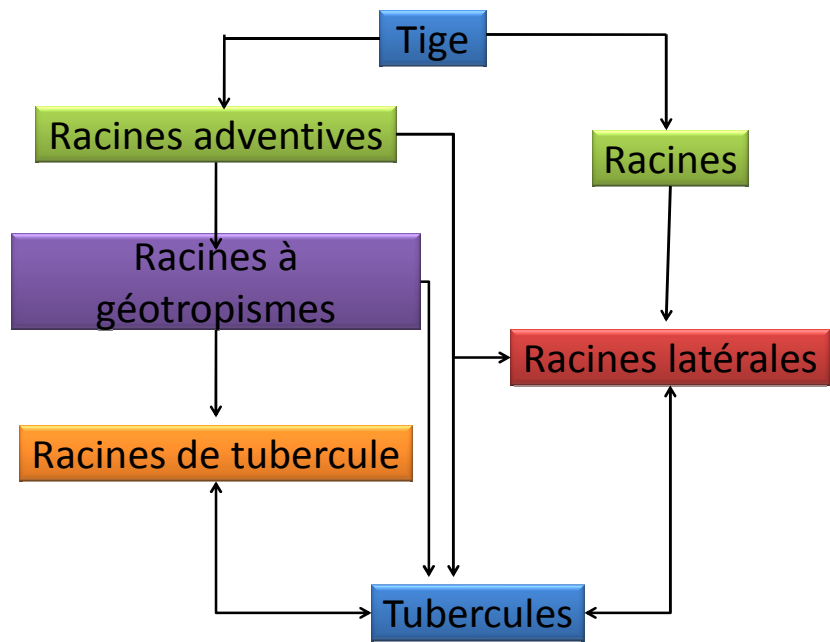 Tige
Racines adventives
Racines
Racines à
géotropismes
Racines latérales
Racines de tubercule
Tubercules